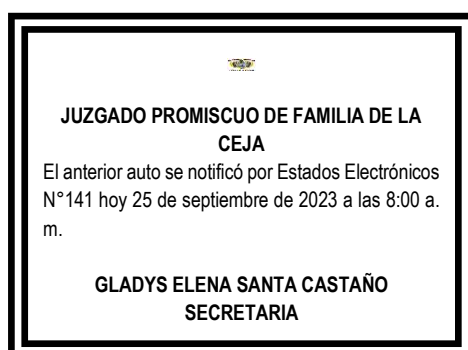 JUZGADO PROMISCUO DE FAMILIA DE LA
CEJA
El anterior auto se notificó por Estados Electrónicos
N°141 hoy 25 de septiembre de 2023 a las 8:00 a.
m.
GLADYS ELENA SANTA CASTAÑO
SECRETARIA